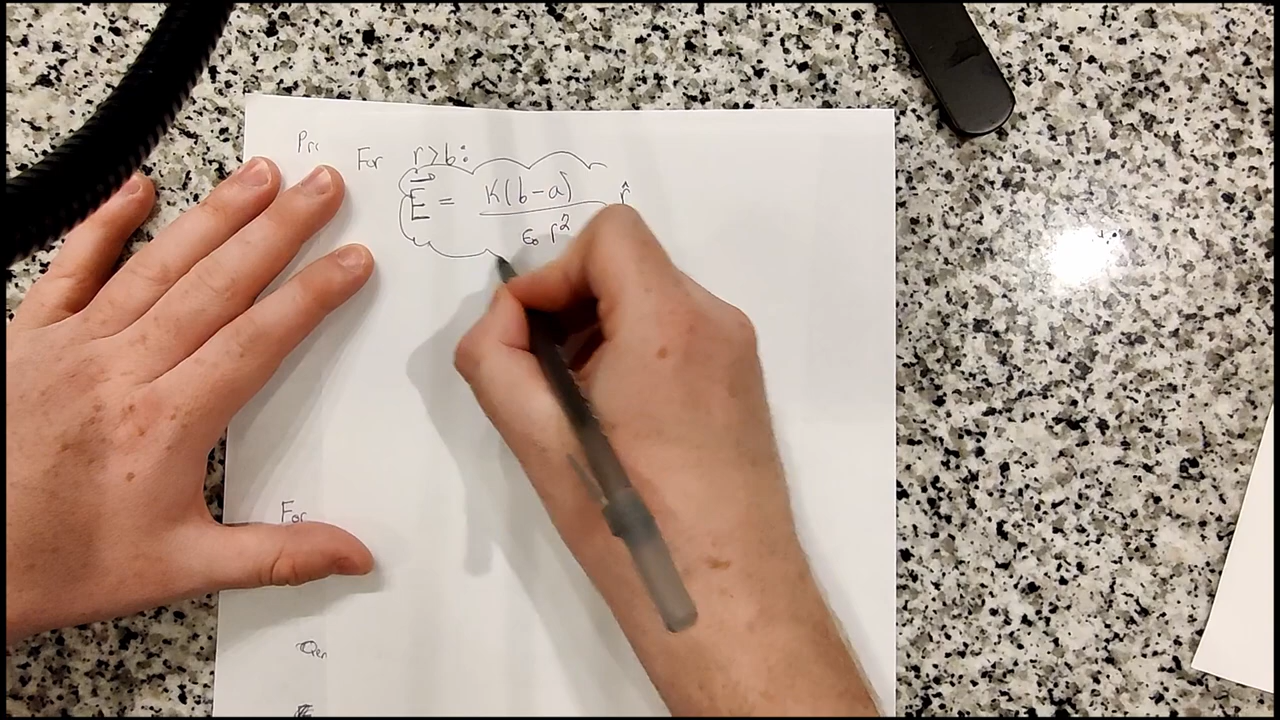 For r>b:
E⃗ = K(b-a) r̂
ε₀ r²
For